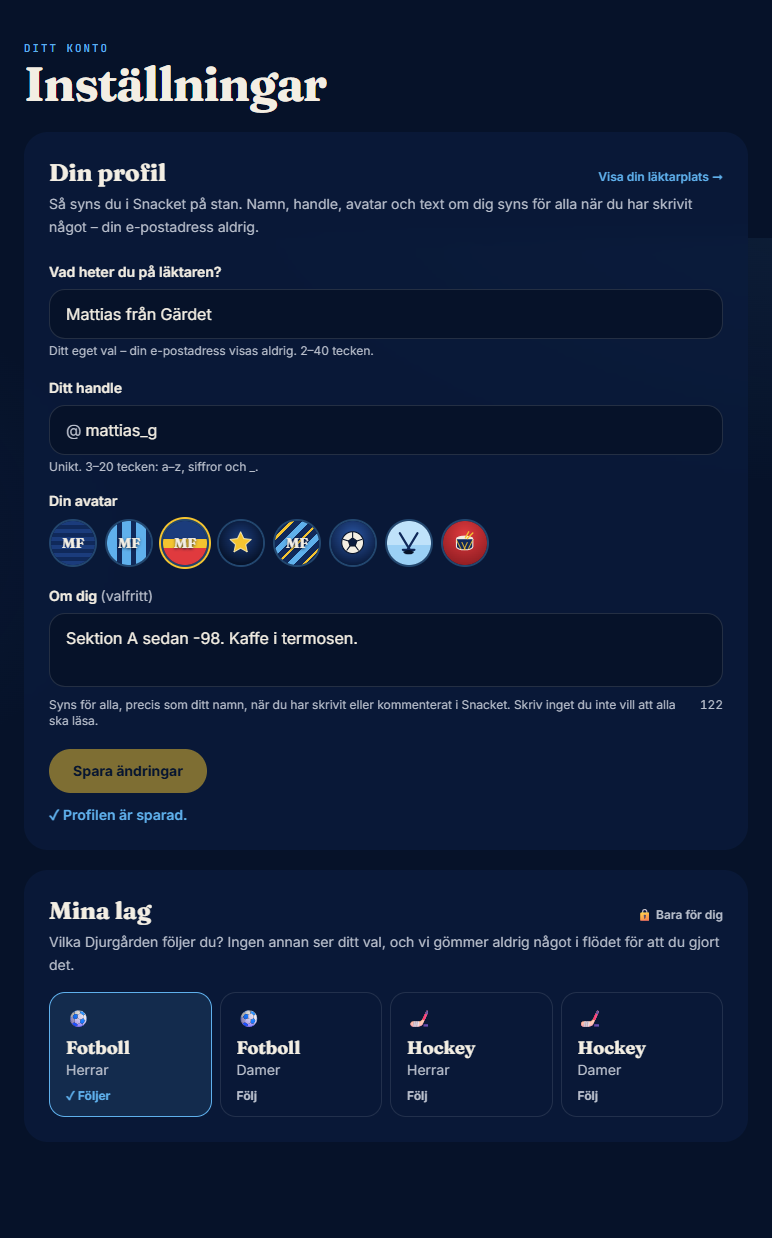 DITT KONTO
Inställningar
Din profil
Visa din läktarplats →
Så syns du i Snacket på stan. Namn, handle, avatar och text om dig syns för alla när du har skrivit
något – din e-postadress aldrig.
Vad heter du på läktaren?
Mattias från Gärdet
Ditt eget val – din e-postadress visas aldrig. 2–40 tecken.
Ditt handle
@ mattias_g
Unikt. 3–20 tecken: a–z, siffror och _.
Din avatar
MF MF MF MF
Om dig (valfritt)
Sektion A sedan -98. Kaffe i termosen.
Syns för alla, precis som ditt namn, när du har skrivit eller kommenterat i Snacket. Skriv inget du inte vill att alla 122
ska läsa.
Spara ändringar
✓ Profilen är sparad.
Mina lag
🔒 Bara för dig
Vilka Djurgården följer du? Ingen annan ser ditt val, och vi gömmer aldrig något i flödet för att du gjort
det.
Fotboll
Herrar
✓ Följer
Fotboll
Damer
Följ
Hockey
Herrar
Följ
Hockey
Damer
Följ